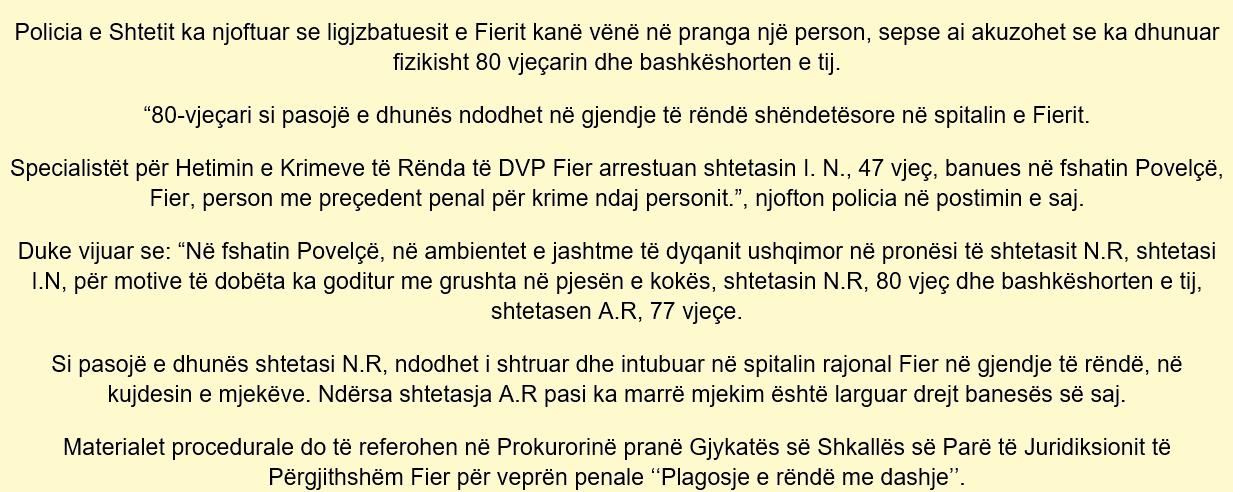 Policia e Shtetit ka njoftuar se ligjzbatuesit e Fierit kanë vënë në pranga një person, sepse ai akuzohet se ka dhunuar
fizikisht 80 vjeçarin dhe bashkëshorten e tij.
“80-vjeçari si pasojë e dhunës ndodhet në gjendje të rëndë shëndetësore në spitalin e Fierit.
Specialistët për Hetimin e Krimeve të Rënda të DVP Fier arrestuan shtetasin I. N., 47 vjeç, banues në fshatin Povelçë,
Fier, person me preçedent penal për krime ndaj personit.”, njofton policia në postimin e saj.
Duke vijuar se: “Në fshatin Povelçë, në ambientet e jashtme të dyqanit ushqimor në pronësi të shtetasit N.R, shtetasi
I.N, për motive të dobëta ka goditur me grushta në pjesën e kokës, shtetasin N.R, 80 vjeç dhe bashkëshorten e tij,
shtetasen A.R, 77 vjeçe.
Si pasojë e dhunës shtetasi N.R, ndodhet i shtruar dhe intubuar në spitalin rajonal Fier në gjendje të rëndë, në
kujdesin e mjekëve. Ndërsa shtetasja A.R pasi ka marrë mjekim është larguar drejt banesës së saj.
Materialet procedurale do të referohen në Prokurorinë pranë Gjykatës së Shkallës së Parë të Juridiksionit të
Përgjithshëm Fier për veprën penale ‘‘Plagosje e rëndë me dashje’’.